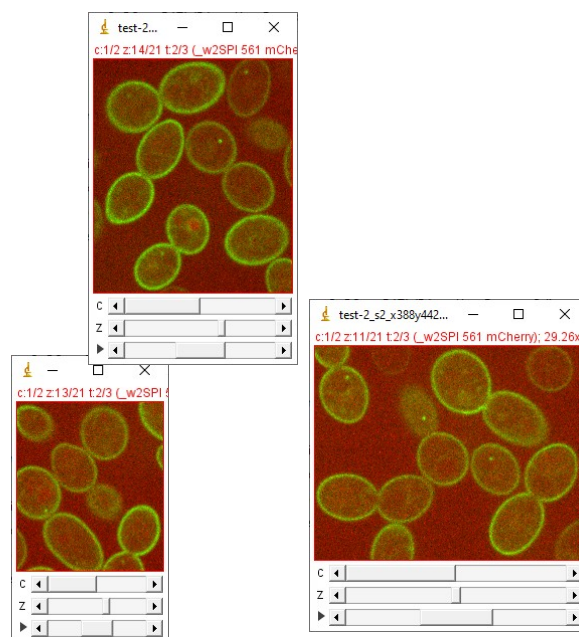 test-2...
c:1/2 z:14/21 t:2/3 (_w2SPI 561 mChe
c
z
test-2_s2_x388y442...
c:1/2 z:11/21 t:2/3 (_w2SPI 561 mCherry); 29.26x
c
z
c:1/2 z:13/21 t:2/3 (_w2SPI 5
c
z